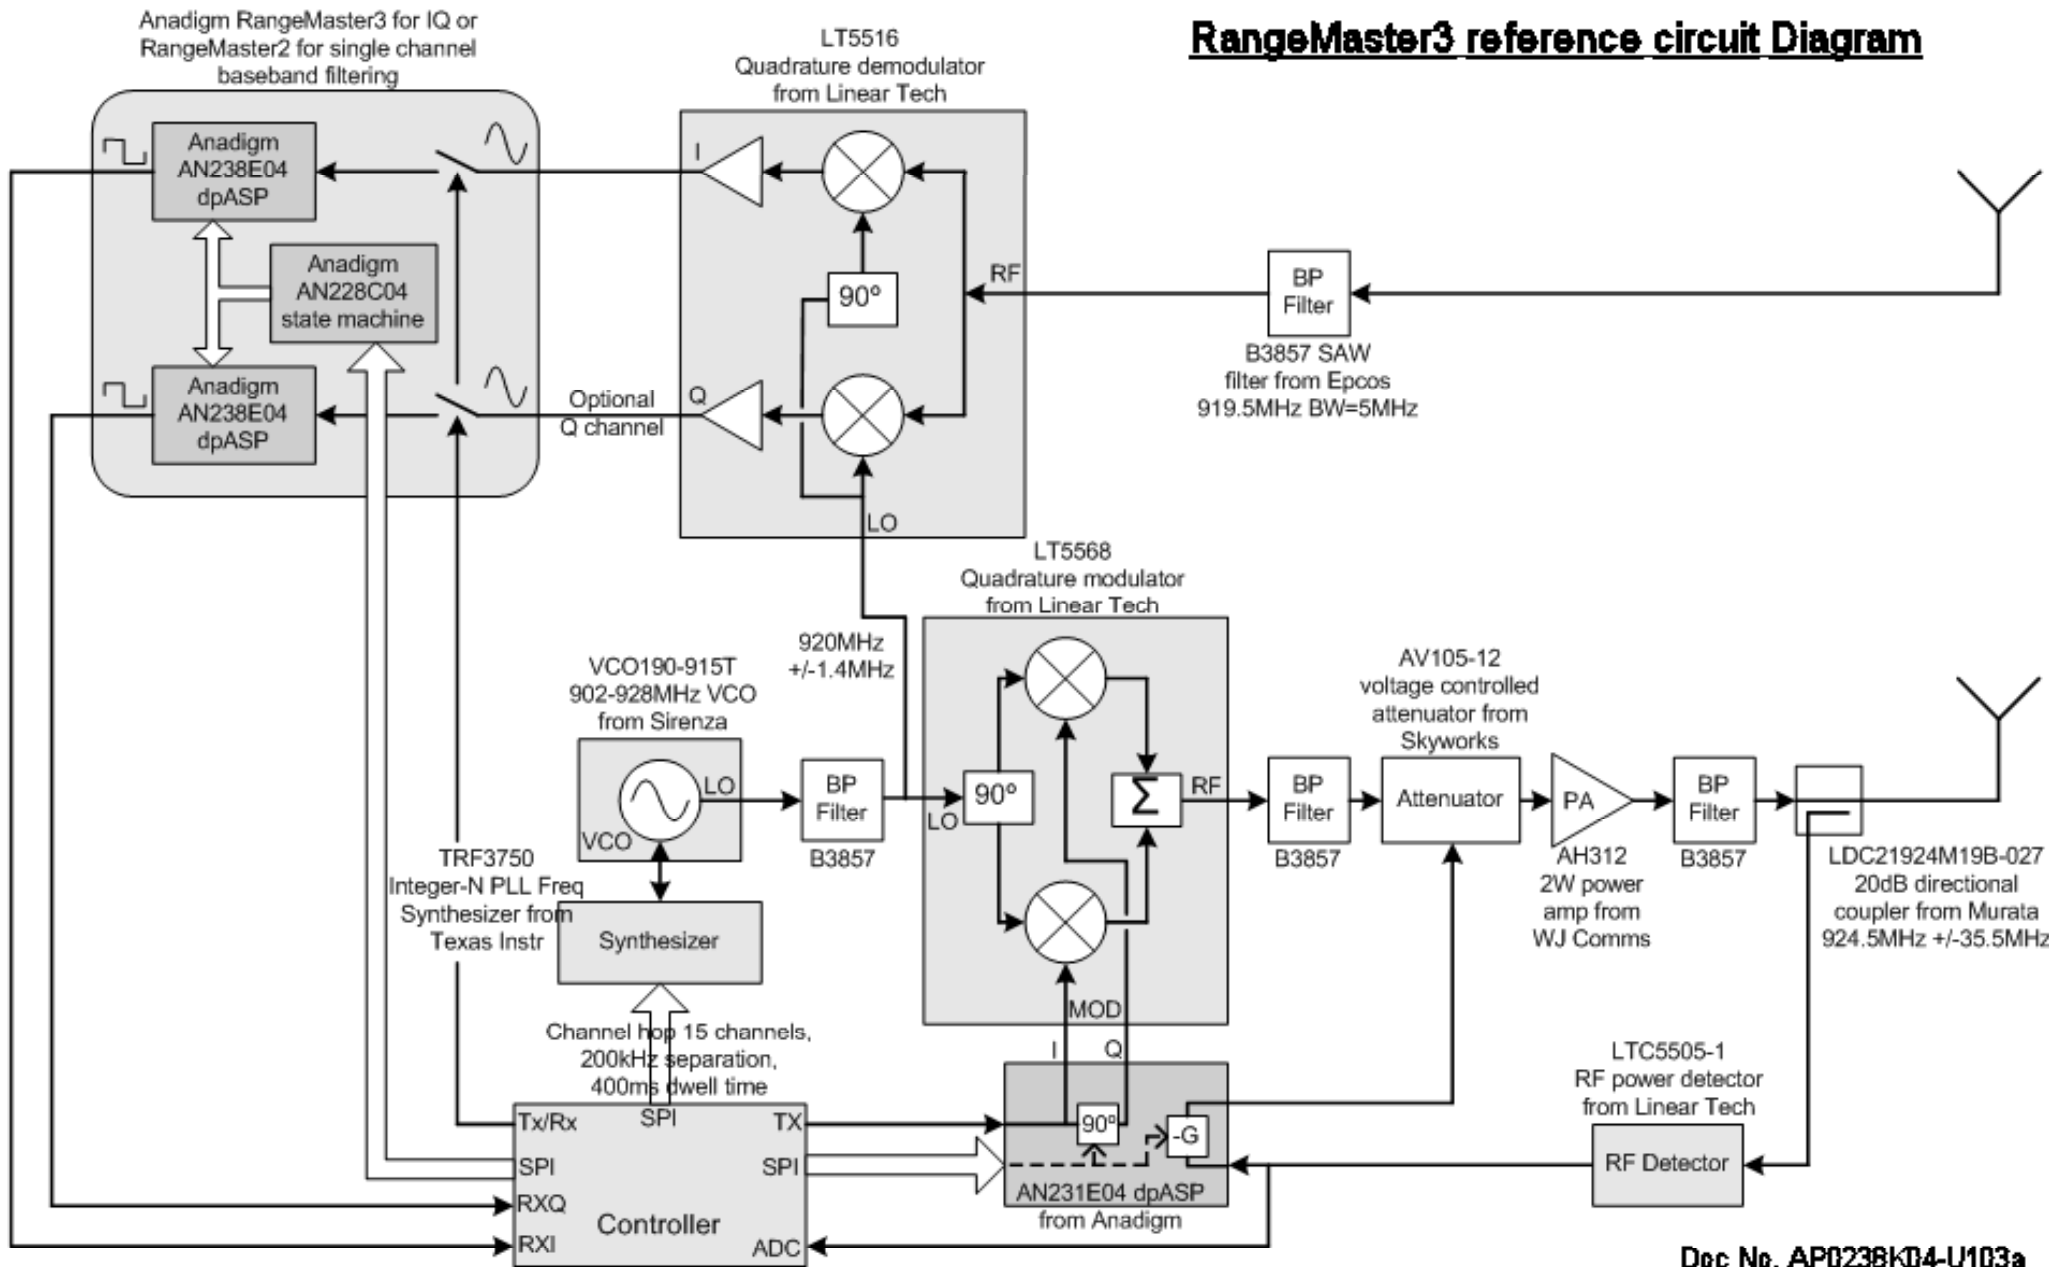 RangeMaster3 reference circuit Diagram
Anadigm RangeMaster3 for IQ or
RangeMaster2 for single channel
baseband filtering
LT5516
Quadrature demodulator
from Linear Tech
Anadigm
AN238E04
dpASP
Anadigm
AN228C04
state machine
Anadigm
AN238E04
dpASP
I
Q
Optional
Q channel
90º
RF
LO
BP
Filter
B3857 SAW
filter from Epcos
919.5MHz BW=5MHz
LT5568
Quadrature modulator
from Linear Tech
920MHz
+/-1.4MHz
VCO190-915T
902-928MHz VCO
from Sirenza
LO
VCO
BP
Filter
B3857
LO
90º
Σ
RF
MOD
I
Q
BP
Filter
B3857
AV105-12
voltage controlled
attenuator from
Skyworks
Attenuator
PA
AH312
2W power
amp from
WJ Comms
BP
Filter
B3857
LDC21924M19B-027
20dB directional
coupler from Murata
924.5MHz +/-35.5MHz
TRF3750
Integer-N PLL Freq
Synthesizer from
Texas Instr
Synthesizer
Channel hop 15 channels,
200kHz separation,
400ms dwell time
Tx/Rx
SPI
TX
SPI
SPI
RXQ
RXI
Controller
ADC
90º
-G
AN231E04 dpASP
from Anadigm
LTC5505-1
RF power detector
from Linear Tech
RF Detector
Doc No. AP0238K04-U103a